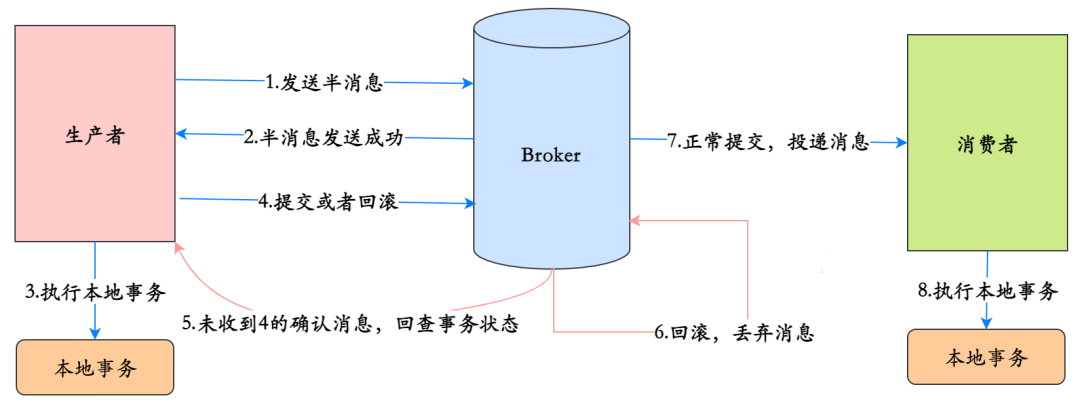 生产者
1.发送半消息
2.半消息发送成功
4.提交或者回滚
Broker
7.正常提交，投递消息
消费者
3.执行本地事务
5.未收到4的确认消息，回查事务状态
6.回滚，丢弃消息
8.执行本地事务
本地事务
本地事务